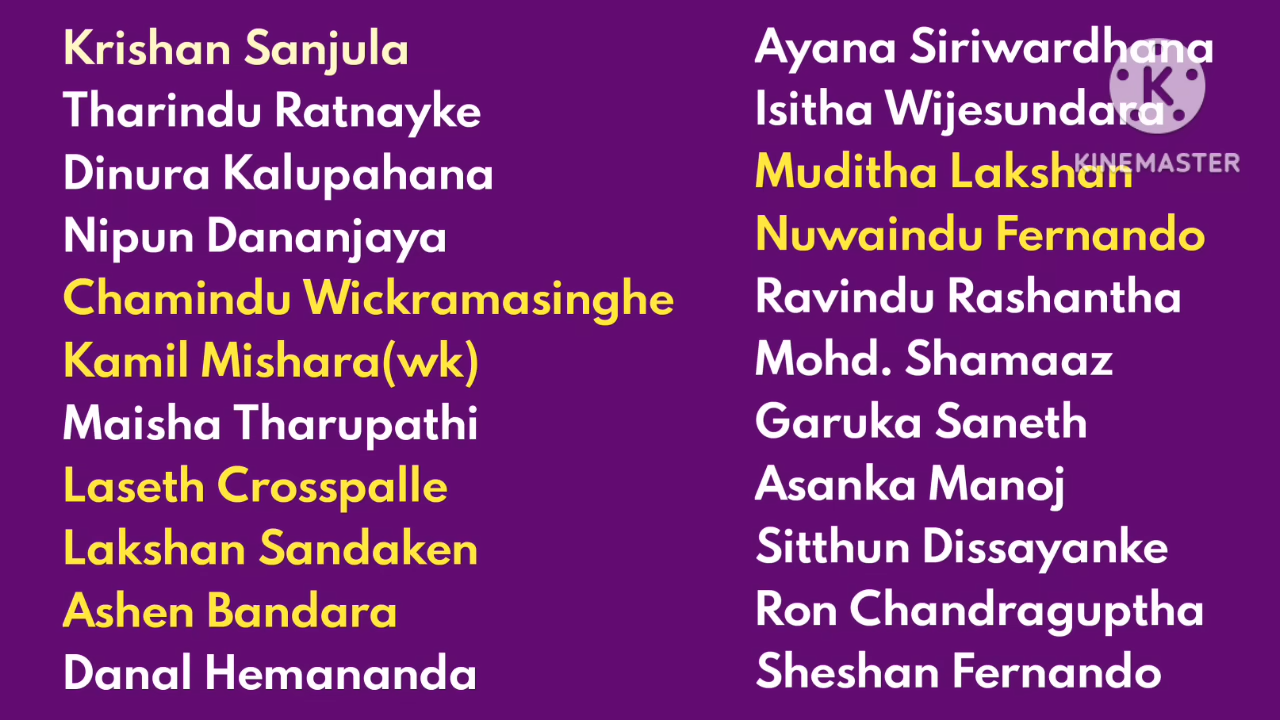 Krishan Sanjula
Tharindu Ratnayke
Dinura Kalupahana
Nipun Dananjaya
Chamindu Wickramasinghe
Kamil Mishara(wk)
Maisha Tharupathi
Laseth Crosspalle
Lakshan Sandaken
Ashen Bandara
Danal Hemananda
Ayana Siriwardhana
Isitha Wijesundara
Muditha Lakshan
Nuwaindu Fernando
Ravindu Rashantha
Mohd. Shamaaz
Garuka Saneth
Asanka Manoj
Sitthun Dissayanke
Ron Chandraguptha
Sheshan Fernando
K
KINEMASTER